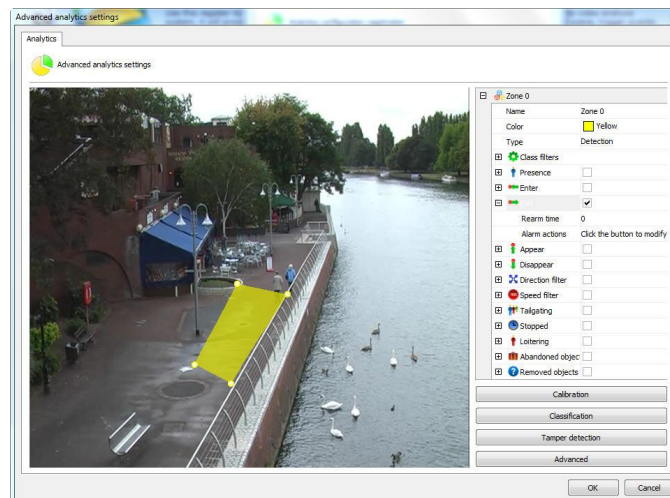 Advanced analytics settings
Analytics
Advanced analytics settings
Zone 0
Name Zone 0
Color Yellow
Type Detection
Class filters
Presence
Enter
Rearm time 0
Alarm actions Click the button to modify
Appear
Disappear
Direction filter
Speed filter
Tailgating
Stopped
Loitering
Abandoned objec
Removed objects
Calibration
Classification
Tamper detection
Advanced
OK Cancel